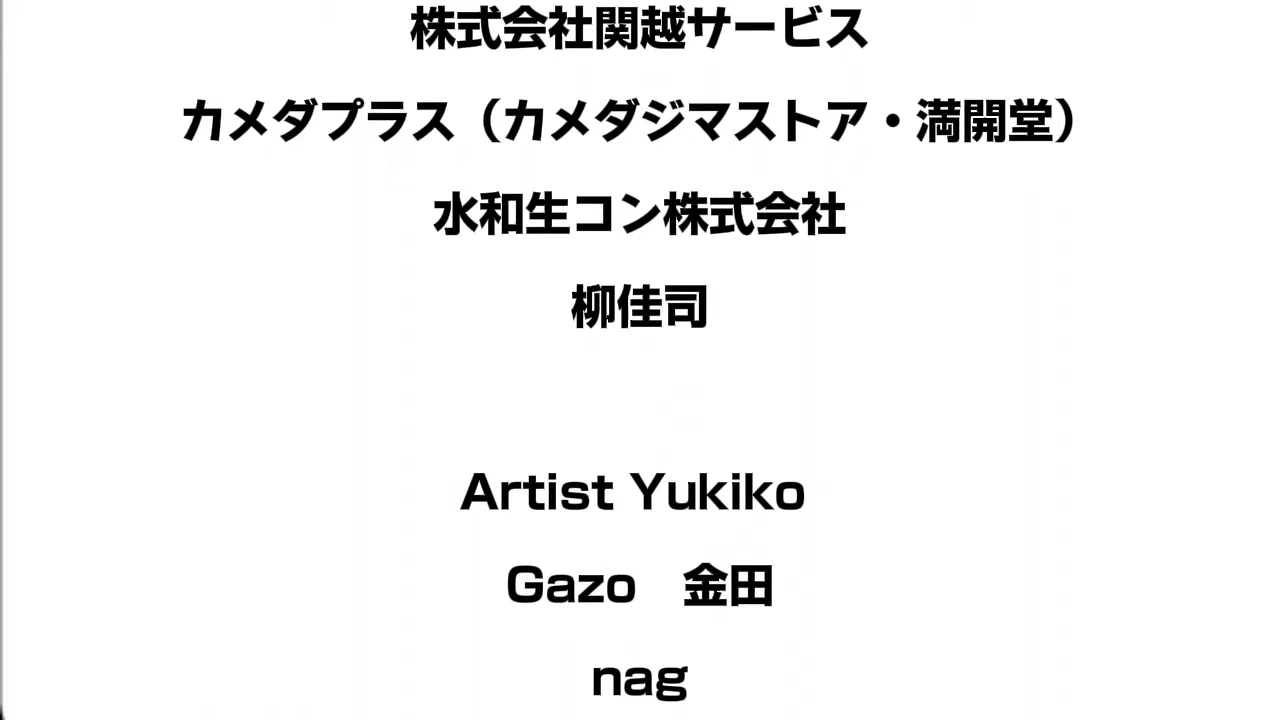 株式会社関越サービス
カメダプラス（カメダジマストア・満開堂）
水和生コン株式会社
柳佳司
Artist Yukiko
Gazo　金田
nag